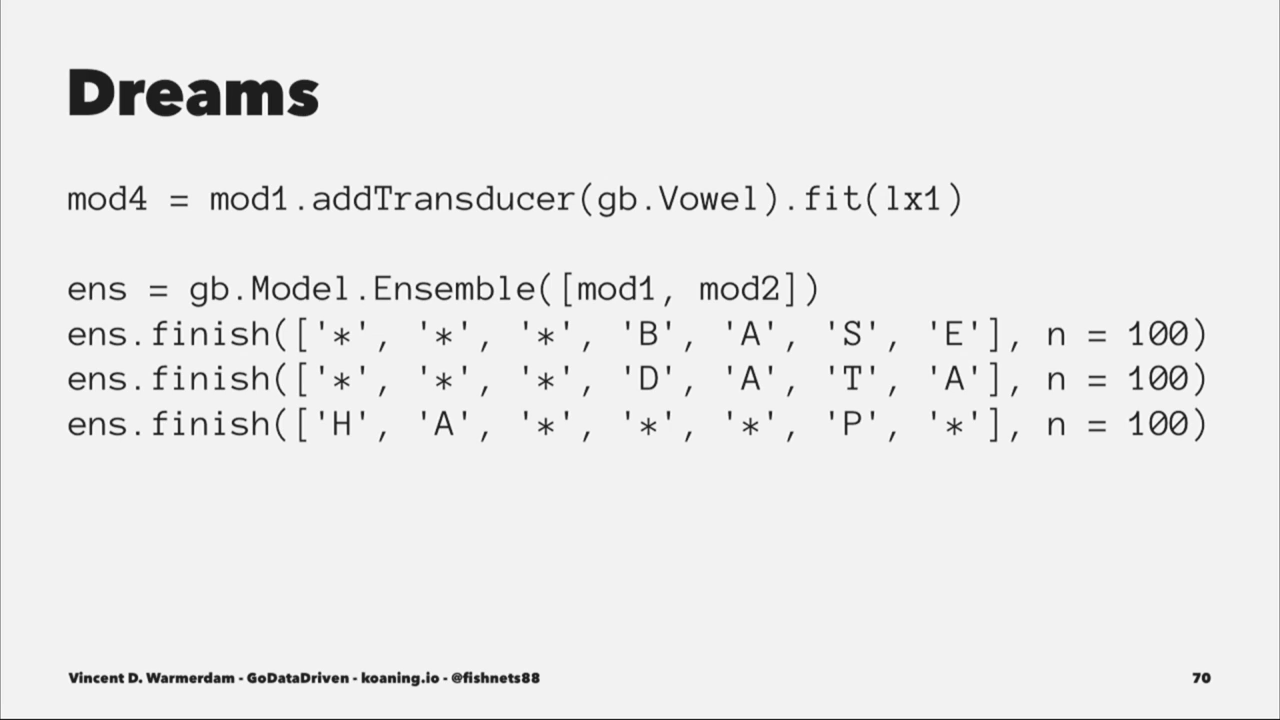 Dreams
mod4 = mod1.addTransducer(gb.Vowel).fit(lx1)
ens = gb.Model.Ensemble([mod1, mod2])
ens.finish(['*', '*', '*', 'B', 'A', 'S', 'E'], n = 100)
ens.finish(['*', '*', '*', 'D', 'A', 'T', 'A'], n = 100)
ens.finish(['H', 'A', '*', '*', '*', 'P', '*'], n = 100)
Vincent D. Warmerdam - GoDataDriven - koaning.io - @fishnets88 70